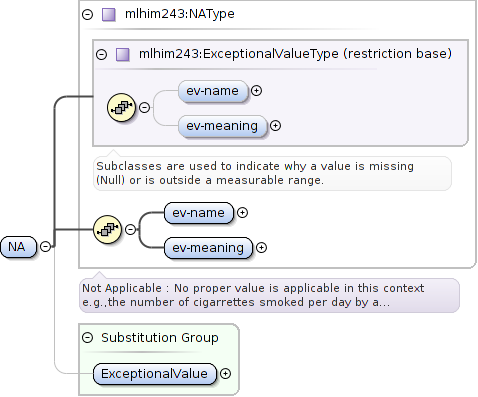 mlhim243:NAType
mlhim243:ExceptionalValueType (restriction base)
ev-name
ev-meaning
Subclasses are used to indicate why a value is missing
(Null) or is outside a measurable range.
ev-name
ev-meaning
NA
Not Applicable : No proper value is applicable in this context
e.g.,the number of cigarrettes smoked per day by a...
Substitution Group
ExceptionalValue